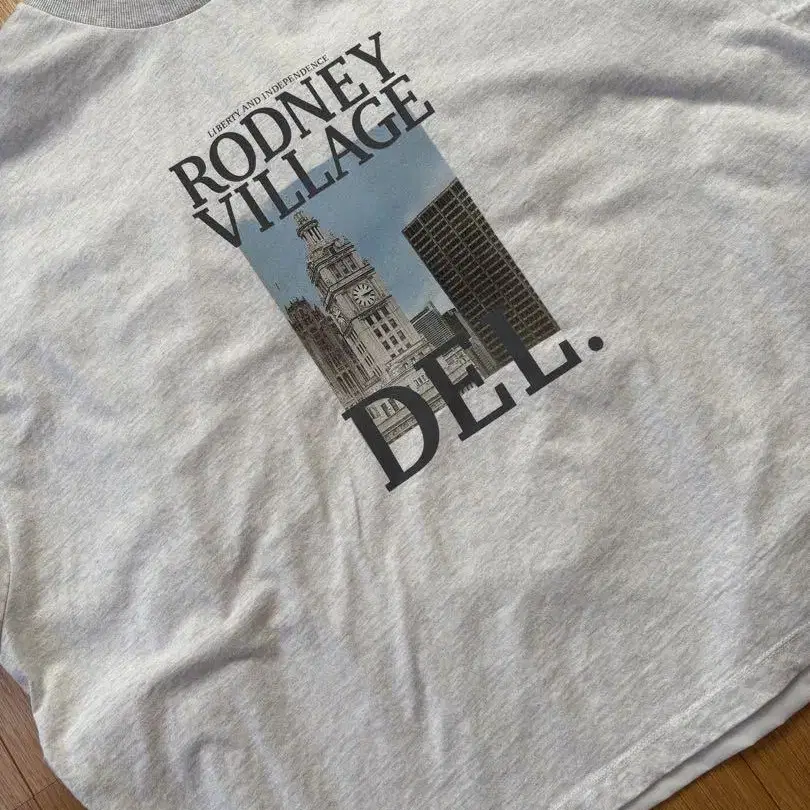 LIBERTY AND INDEPENDENCE
RODNEY
VILLAGE
DEL.